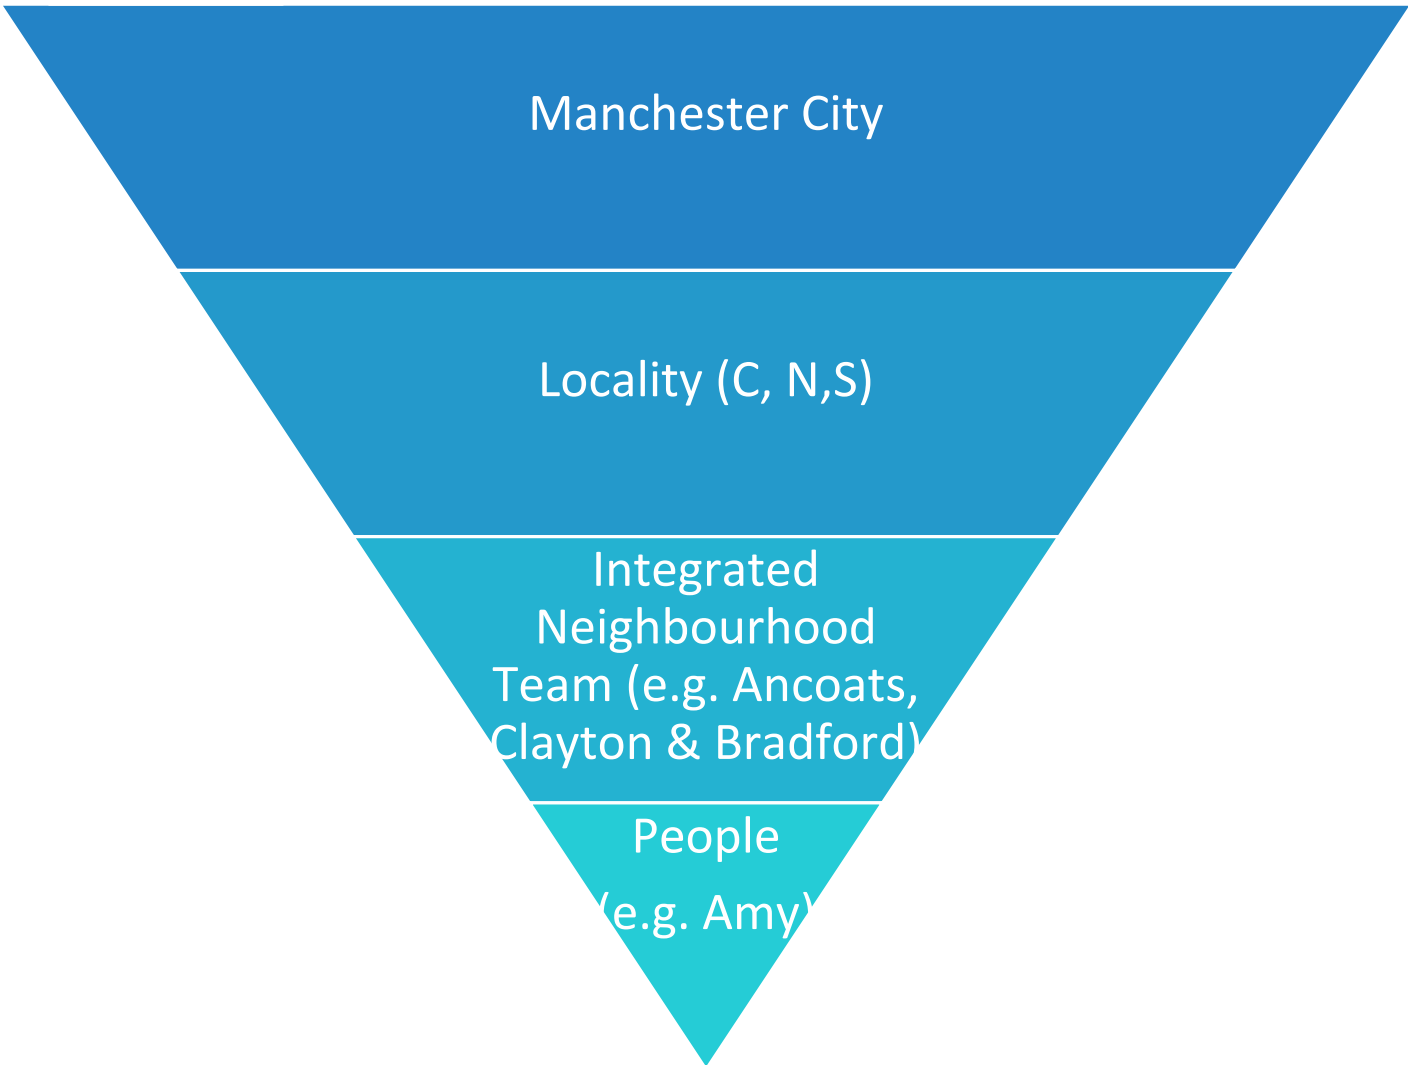 Manchester City
Locality (C, N,S)
Integrated
Neighbourhood
Team (e.g. Ancoats,
Clayton & Bradford)
People
(e.g. Amy)